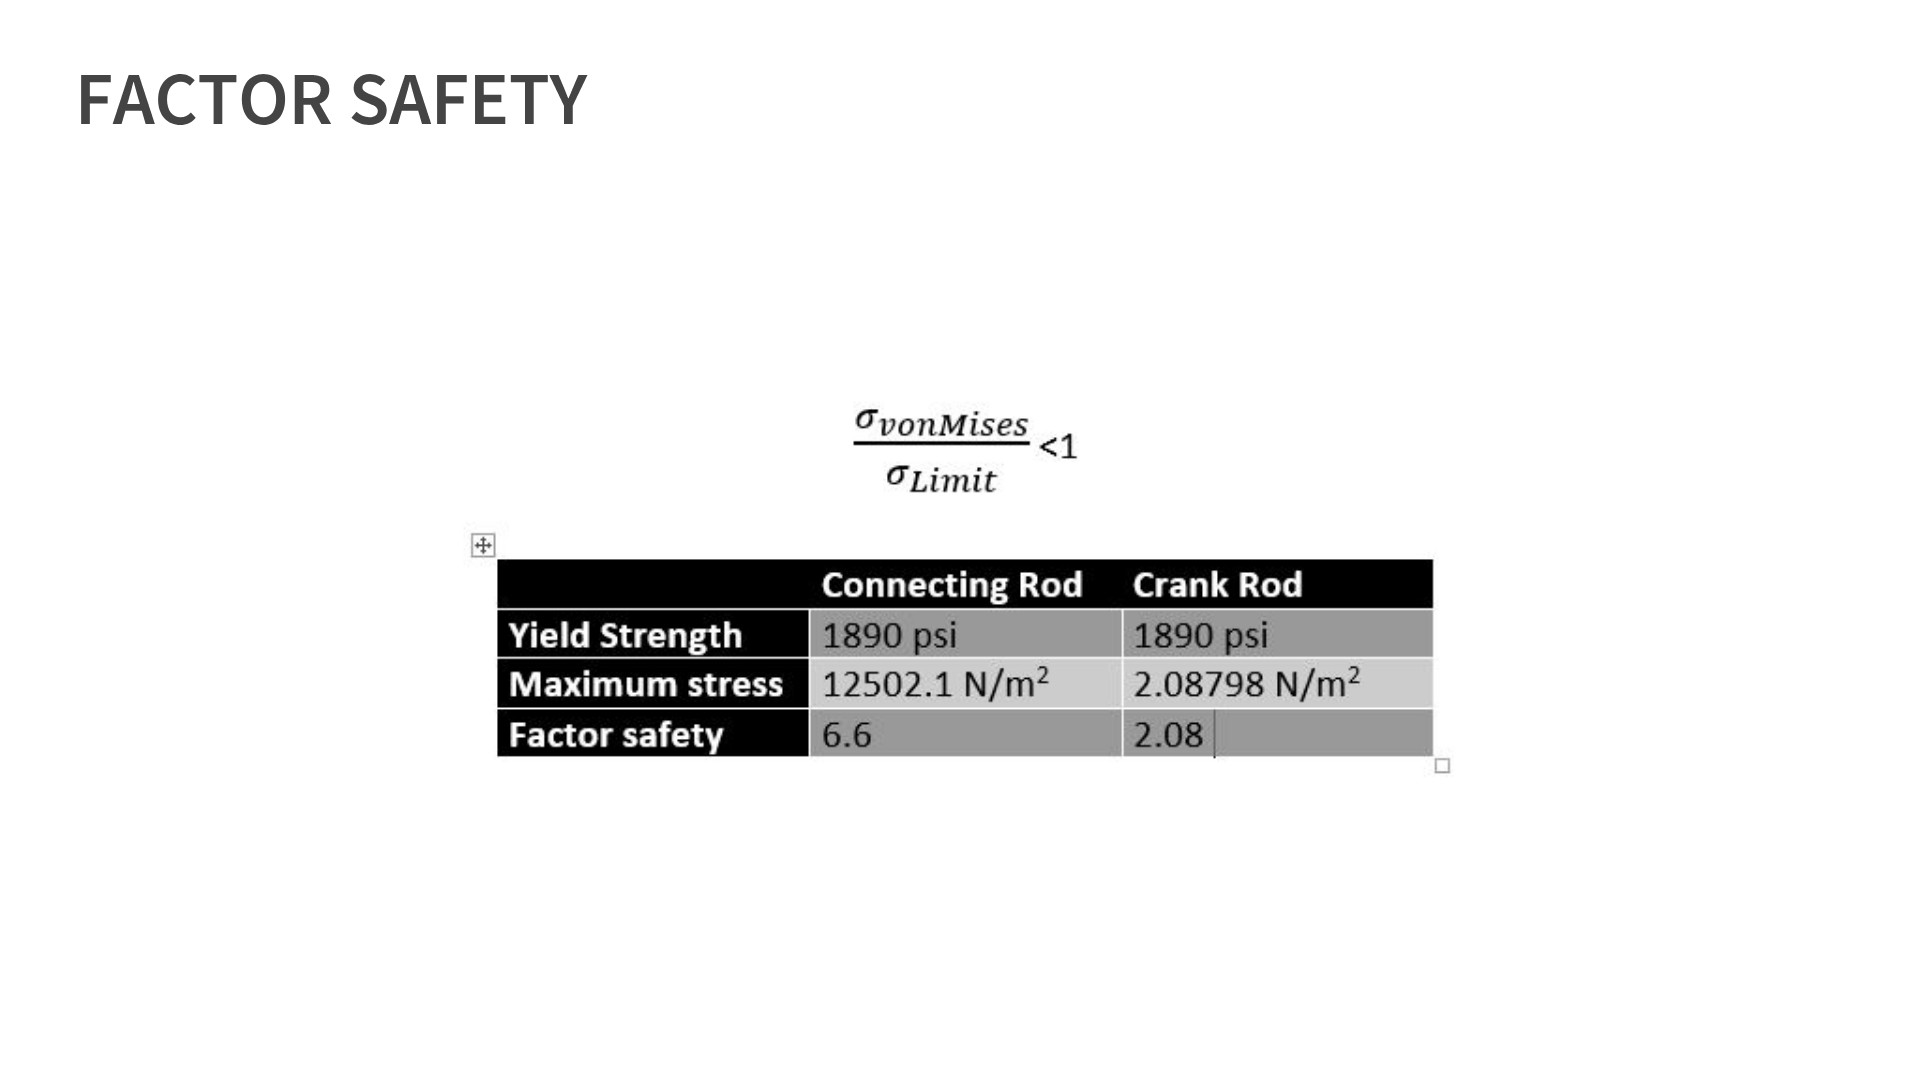 FACTOR SAFETY
σvonMises
σLimit
<1
Connecting Rod Crank Rod
Yield Strength 1890 psi 1890 psi
Maximum stress 12502.1 N/m² 2.08798 N/m²
Factor safety 6.6 2.08